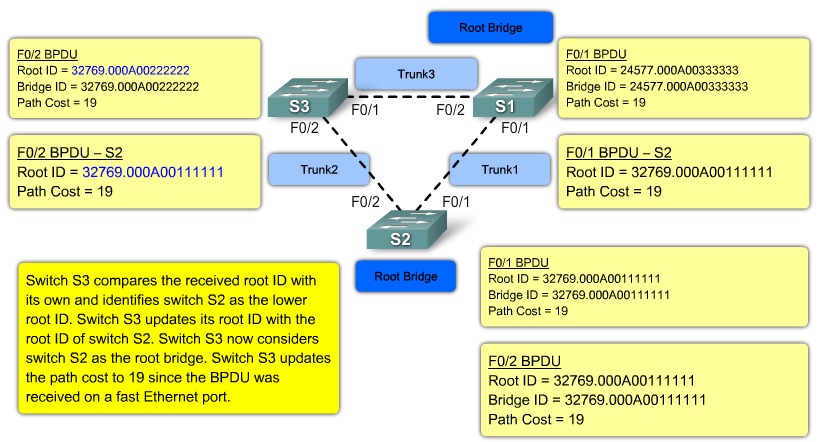 Root Bridge
F0/2 BPDU
Root ID = 32769.000A00222222
Bridge ID = 32769.000A00222222
Path Cost = 19
Trunk3
F0/1 BPDU
Root ID = 24577.000A00333333
Bridge ID = 24577.000A00333333
Path Cost = 19
S3
S1
F0/1
F0/2
F0/2
F0/1
F0/2 BPDU – S2
Root ID = 32769.000A00111111
Path Cost = 19
Trunk2
Trunk1
F0/1 BPDU – S2
Root ID = 32769.000A00111111
Path Cost = 19
F0/2
F0/1
S2
Root Bridge
Switch S3 compares the received root ID with
its own and identifies switch S2 as the lower
root ID. Switch S3 updates its root ID with the
root ID of switch S2. Switch S3 now considers
switch S2 as the root bridge. Switch S3 updates
the path cost to 19 since the BPDU was
received on a fast Ethernet port.
F0/1 BPDU
Root ID = 32769.000A00111111
Bridge ID = 32769.000A00111111
Path Cost = 19
F0/2 BPDU
Root ID = 32769.000A00111111
Bridge ID = 32769.000A00111111
Path Cost = 19